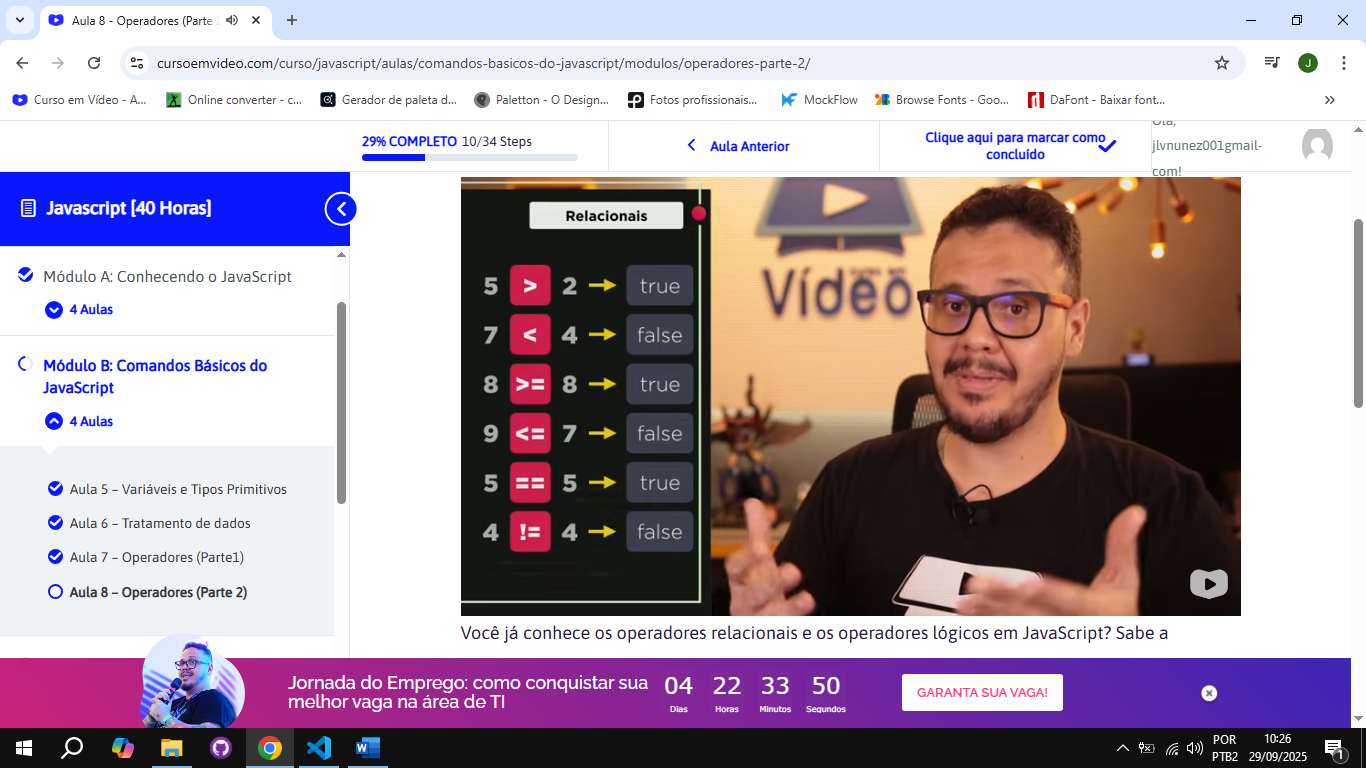 Aula 8 - Operadores (Parte 2
cursoemvideo.com/curso/javascript/aulas/comandos-basicos-do-javascript/modulos/operadores-parte-2/
J
Curso em Vídeo - A...
Online converter - c...
Gerador de paleta d...
Paletton - O Design...
Fotos profissionais...
MockFlow
Browse Fonts - Goo...
DaFont - Baixar font...
29% COMPLETO 10/34 Steps
Aula Anterior
Clique aqui para marcar como
concluído
Olá,
jlvnunez001gmail-
com!
Javascript [40 Horas]
Módulo A: Conhecendo o JavaScript
4 Aulas
Módulo B: Comandos Básicos do
JavaScript
4 Aulas
Aula 5 – Variáveis e Tipos Primitivos
Aula 6 – Tratamento de dados
Aula 7 – Operadores (Parte1)
Aula 8 – Operadores (Parte 2)
Relacionais
5 > 2 → true
7 < 4 → false
8 >= 8 → true
9 <= 7 → false
5 == 5 → true
4 != 4 → false
Vídeo
Você já conhece os operadores relacionais e os operadores lógicos em JavaScript? Sabe a
Jornada do Emprego: como conquistar sua
melhor vaga na área de TI
04 22 33 50
Dias Horas Minutos Segundos
GARANTA SUA VAGA!
POR
PTB2
10:26
29/09/2025
1